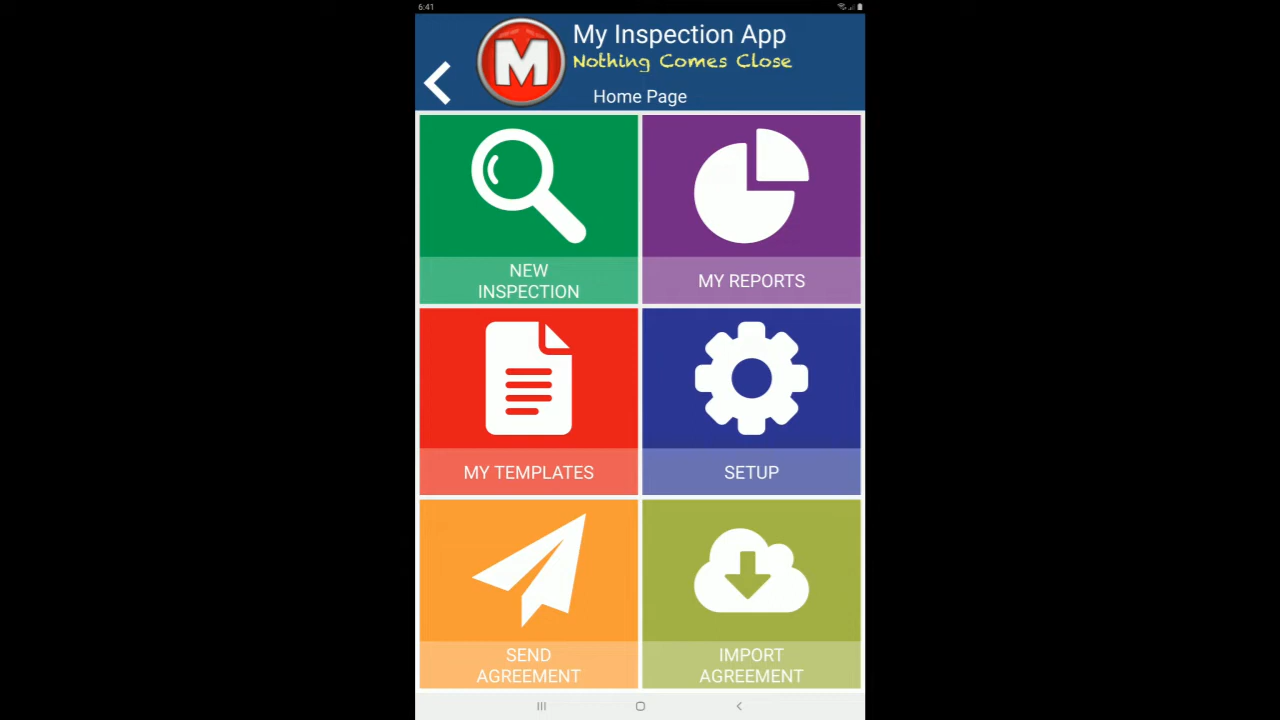 6:41
M
My Inspection App
Nothing Comes Close
Home Page
NEW
INSPECTION
MY REPORTS
MY TEMPLATES
SETUP
SEND
AGREEMENT
IMPORT
AGREEMENT